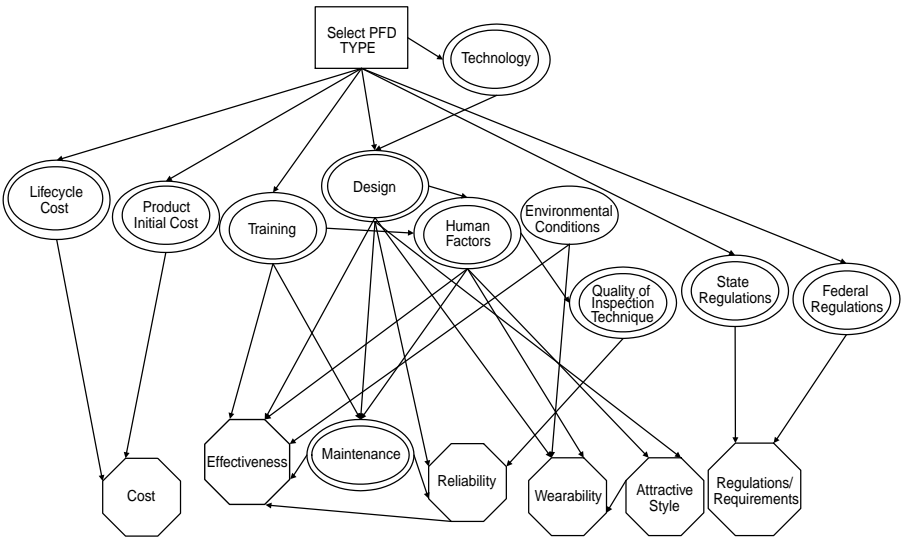 Select PFD
TYPE
Technology
Lifecycle
Cost
Product
Initial Cost
Training
Design
Human
Factors
Environmental
Conditions
Quality of
Inspection
Technique
State
Regulations
Federal
Regulations
Cost
Effectiveness
Maintenance
Reliability
Wearability
Attractive
Style
Regulations/
Requirements